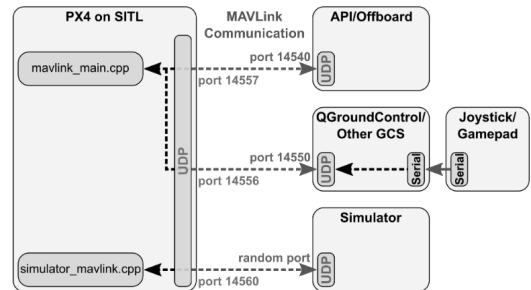 PX4 on SITL
mavlink_main.cpp
simulator_mavlink.cpp
UDP
MAVLink
Communication
port 14540
port 14557
port 14550
port 14556
random port
port 14560
API/Offboard
UDP
QGroundControl/
Other GCS
UDP
Serial
Joystick/
Gamepad
Serial
Simulator
UDP